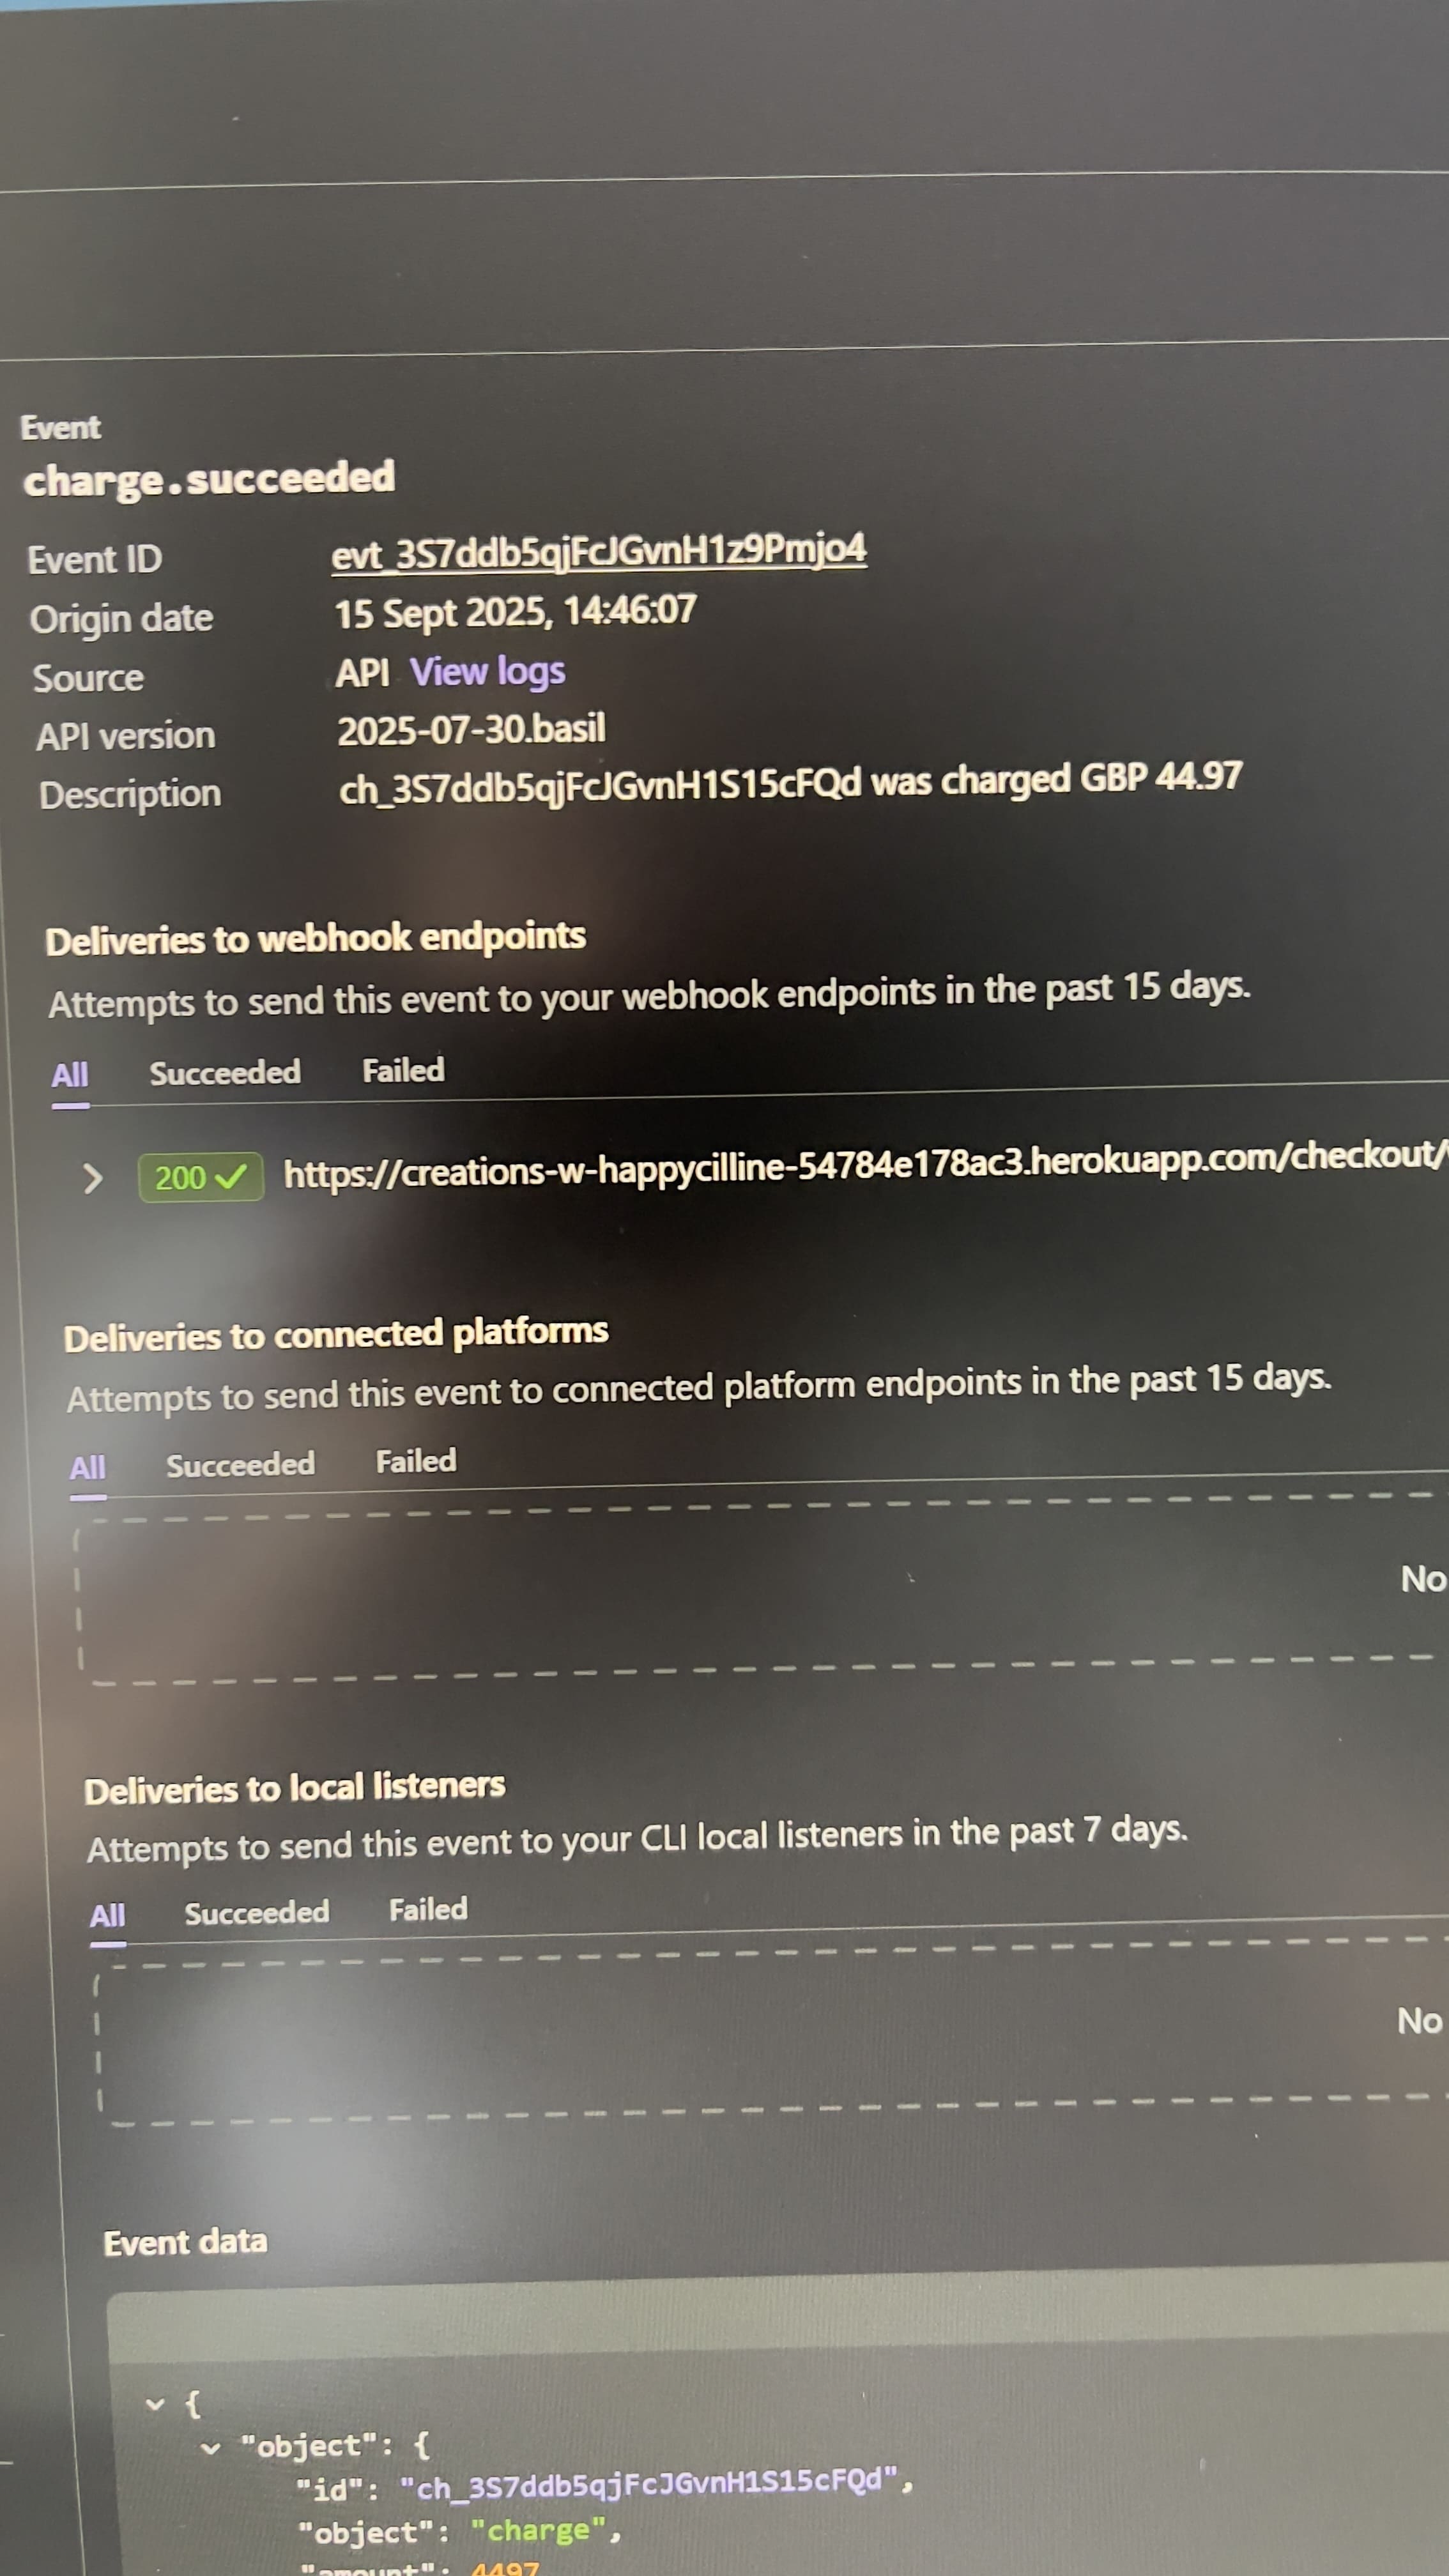 Event
charge.succeeded
Event ID evt_3S7ddb5qjFcJGvnH1z9Pmjo4
Origin date 15 Sept 2025, 14:46:07
Source API View logs
API version 2025-07-30.basil
Description ch_3S7ddb5qjFcJGvnH1S15cFQd was charged GBP 44.97
Deliveries to webhook endpoints
Attempts to send this event to your webhook endpoints in the past 15 days.
All Succeeded Failed
200 https://creations-w-happycilline-54784e178ac3.herokuapp.com/checkout/
Deliveries to connected platforms
Attempts to send this event to connected platform endpoints in the past 15 days.
All Succeeded Failed
No
Deliveries to local listeners
Attempts to send this event to your CLI local listeners in the past 7 days.
All Succeeded Failed
No
Event data
{
"object": {
"id": "ch_3S7ddb5qjFcJGvnH1S15cFQd",
"object": "charge",
"amount": 4497